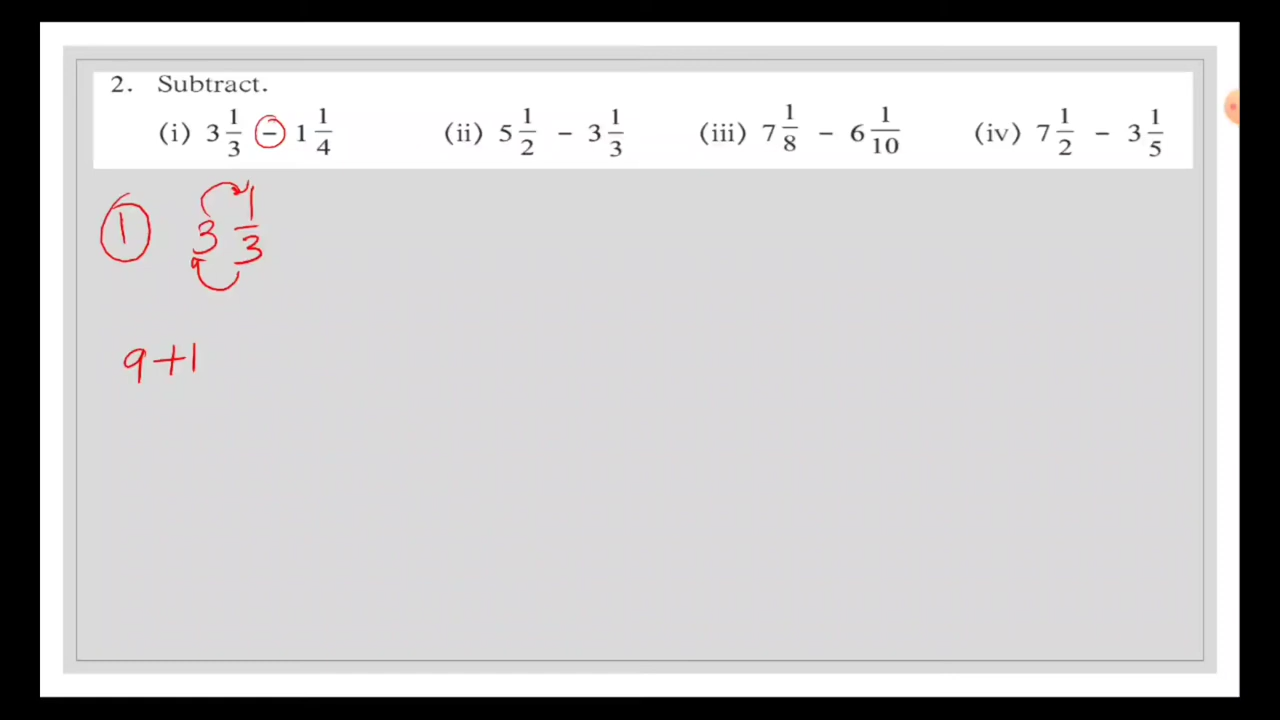 2. Subtract.
(i) 3 1/3 – 1 1/4 (ii) 5 1/2 – 3 1/3 (iii) 7 1/8 – 6 1/10 (iv) 7 1/2 – 3 1/5
1 3 1/3
9+1